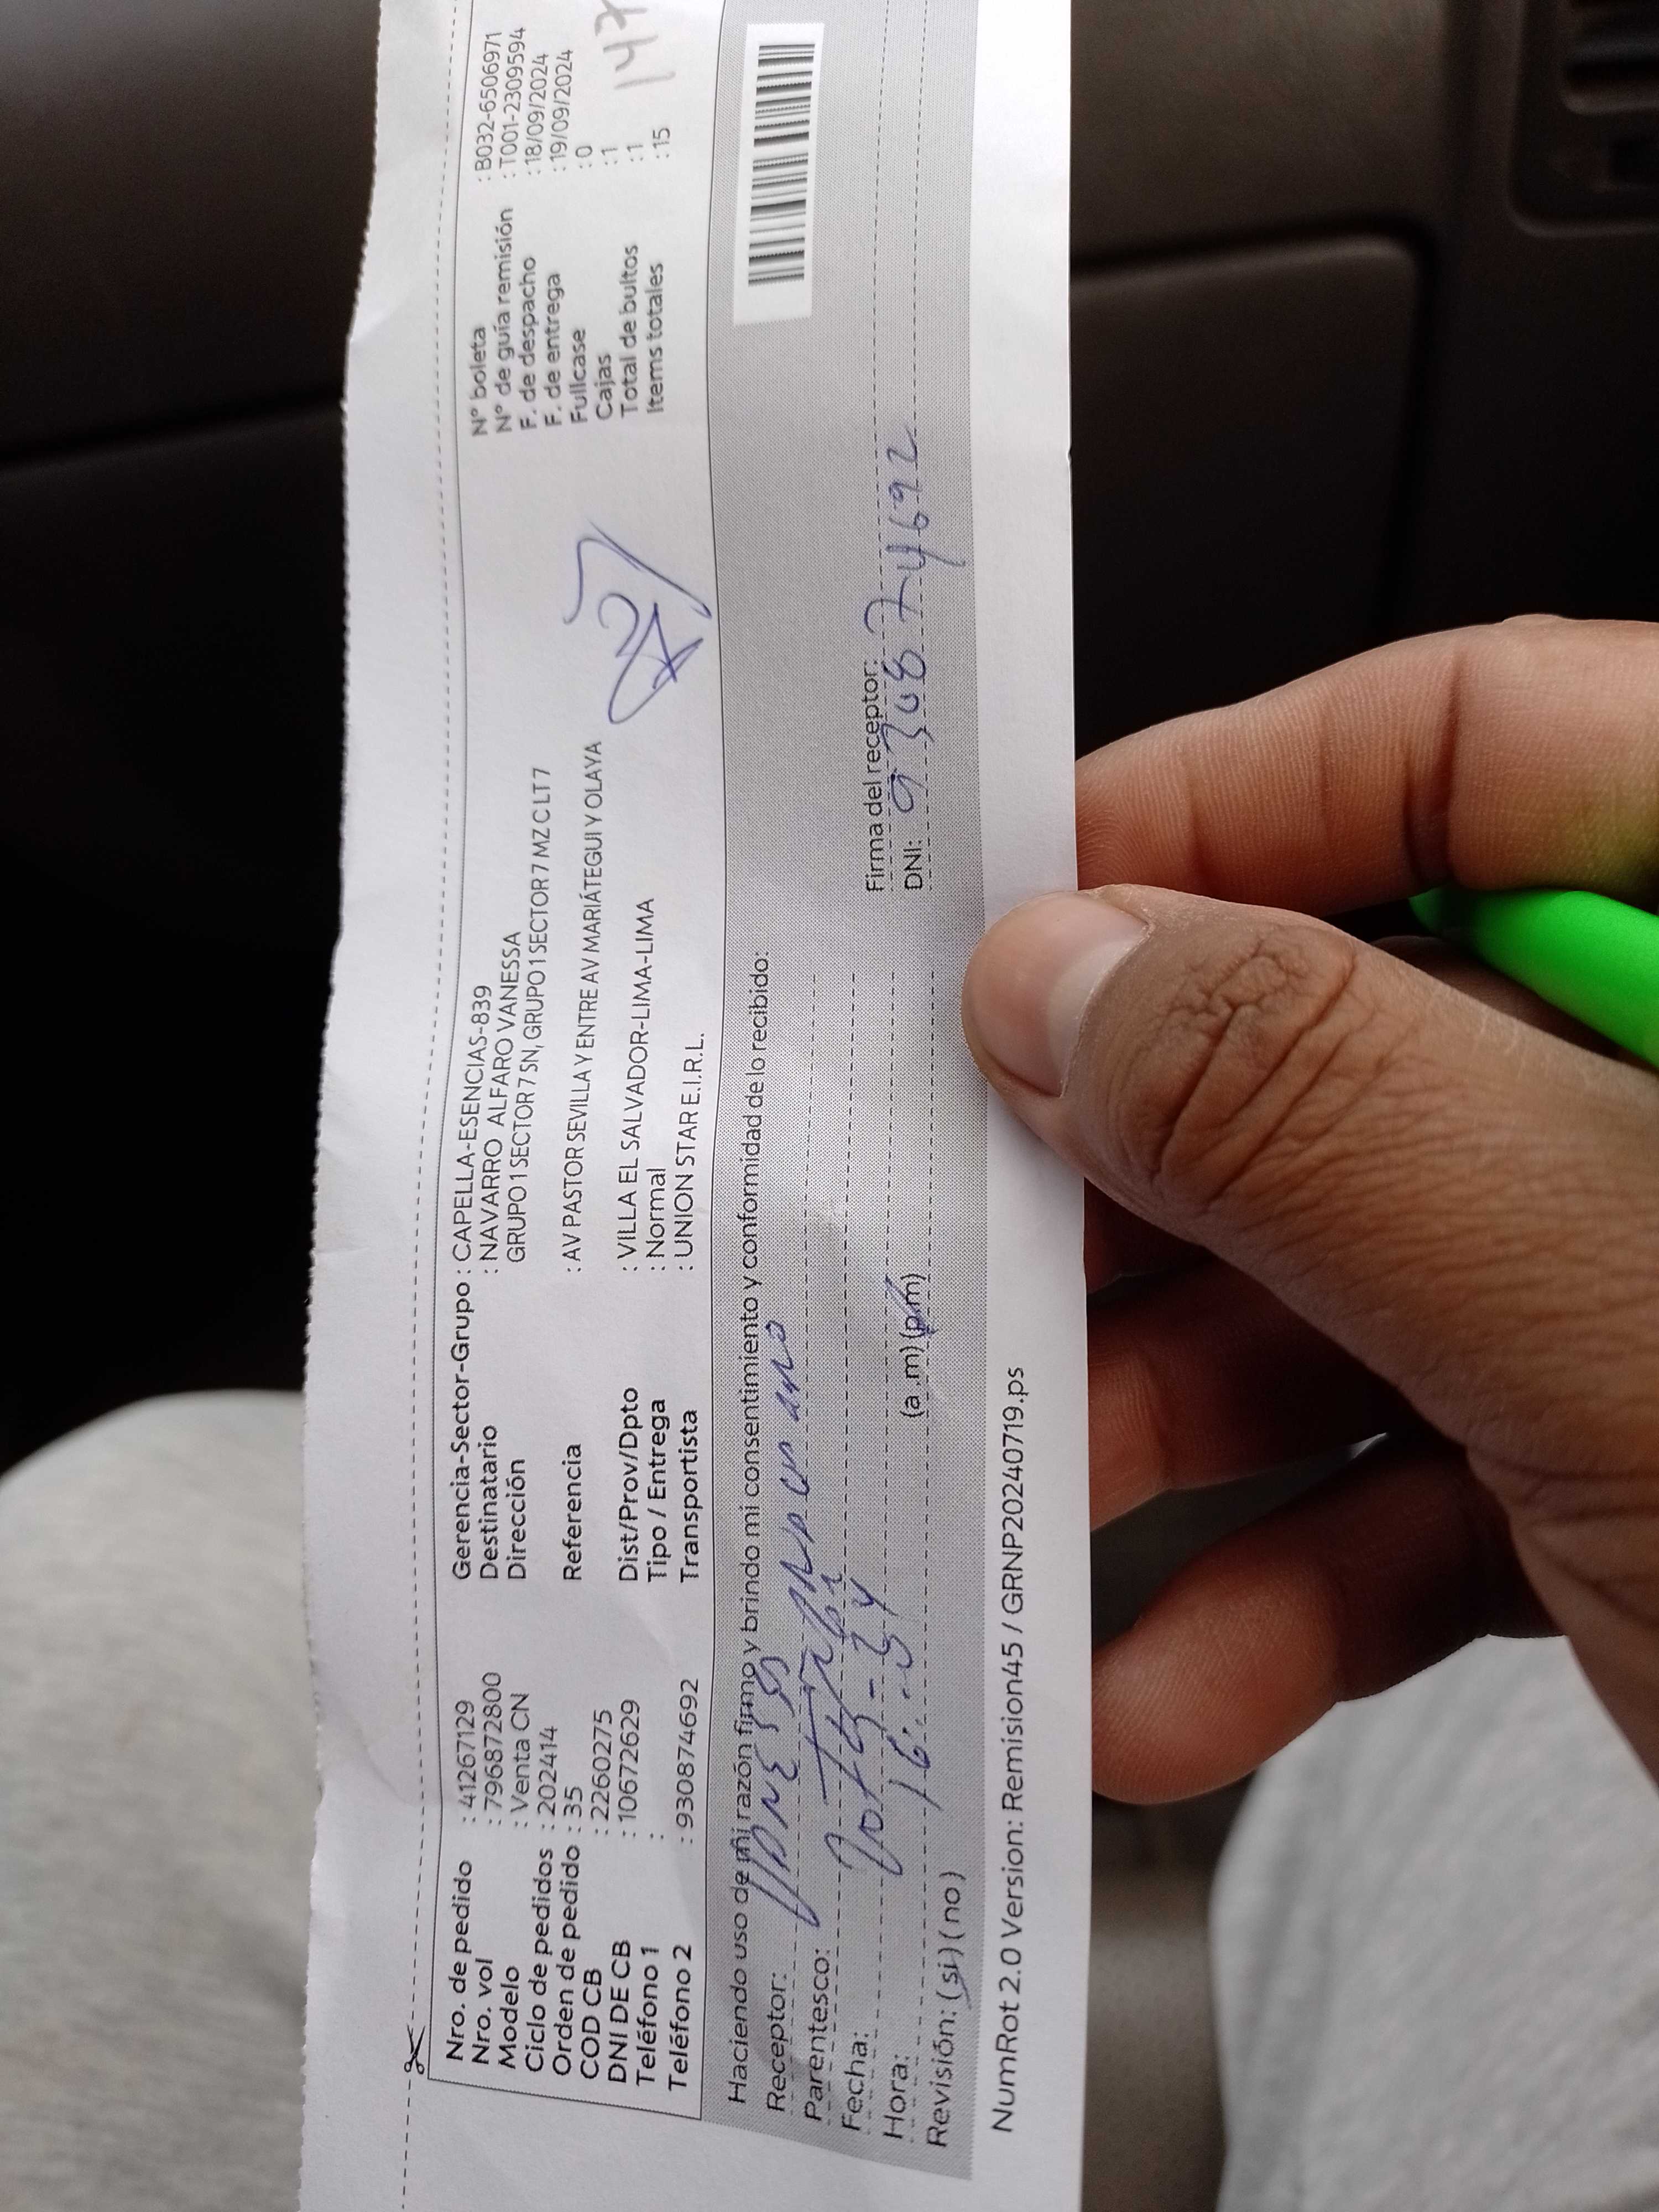 Nro. de pedido : 41267129
Nro. vol : 796872800
Modelo : Venta CN
Ciclo de pedidos : 202414
Orden de pedido : 35
COD CB : 2260275
DNI DE CB : 10672629
Teléfono 1 :
Teléfono 2 : 930874692
Gerencia-Sector-Grupo : CAPELLA-ESENCIAS-839
Destinatario : NAVARRO ALFARO VANESSA
Dirección GRUPO 1 SECTOR 7 SN, GRUPO 1 SECTOR 7 MZ C LT 7
Referencia : AV PASTOR SEVILLA Y ENTRE AV MARIÁTEGUI Y OLAYA
Dist/Prov/Dpto : VILLA EL SALVADOR-LIMA-LIMA
Tipo / Entrega : Normal
Transportista : UNION STAR E.I.R.L.
N° boleta : B032-6506971
N° de guía remisión : T001-2309594
F. de despacho : 18/09/2024
F. de entrega : 19/09/2024
Fullcase : 0
Cajas : 1
Total de bultos : 1
Items totales : 15
147
Haciendo uso de mi razón firmo y brindo mi consentimiento y conformidad de lo recibido:
Receptor:
Parentesco:
Fecha:
Hora: (a .m) (p.m)
Revisión: (si) (no)
Firma del receptor:
DNI: 930874692
NumRot 2.0 Version: Remision45 / GRNP20240719.ps